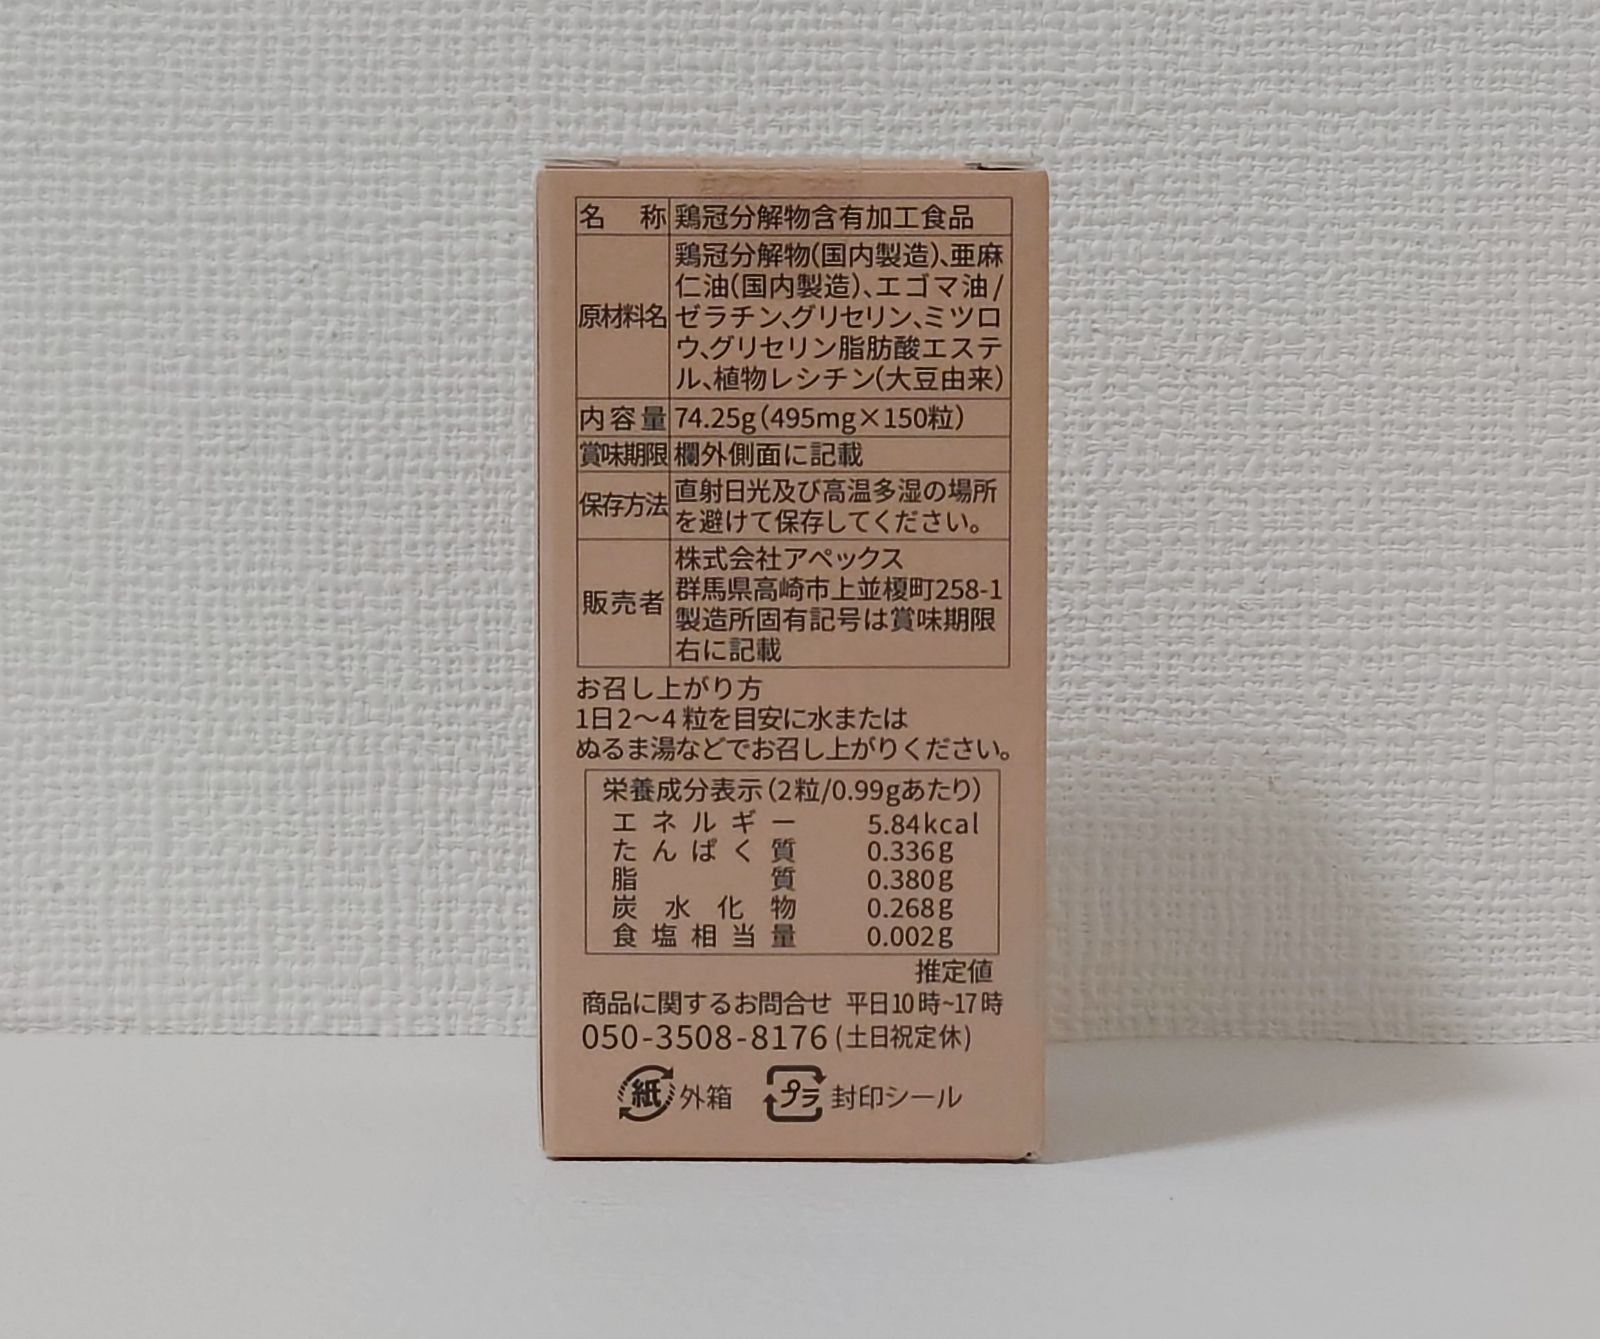 名 称 鶏冠分解物含有加工食品
原材料名 鶏冠分解物(国内製造)、亜麻
仁油(国内製造)、エゴマ油/
ゼラチン、グリセリン、ミツロ
ウ、グリセリン脂肪酸エステ
ル、植物レシチン(大豆由来)
内容量 74.25g(495mg×150粒)
賞味期限 欄外側面に記載
保存方法 直射日光及び高温多湿の場所
を避けて保存してください。
販売者 株式会社アペックス
群馬県高崎市上並榎町258-1
製造所固有記号は賞味期限
右に記載
お召し上がり方
1日2～4粒を目安に水または
ぬるま湯などでお召し上がりください。
栄養成分表示(2粒/0.99gあたり)
エネルギー 5.84kcal
たんぱく質 0.336g
脂質 0.380g
炭水化物 0.268g
食塩相当量 0.002g
推定値
商品に関するお問合せ 平日10時~17時
050-3508-8176(土日祝定休)
紙 外箱 プラ 封印シール